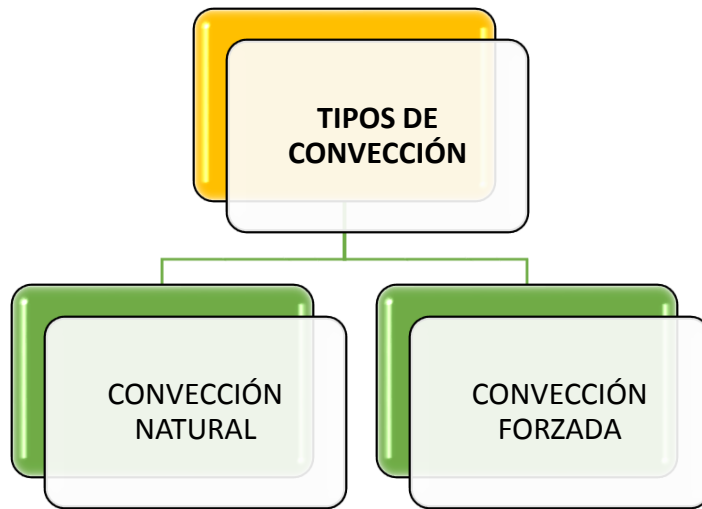 TIPOS DE
CONVECCIÓN
CONVECCIÓN
NATURAL
CONVECCIÓN
FORZADA